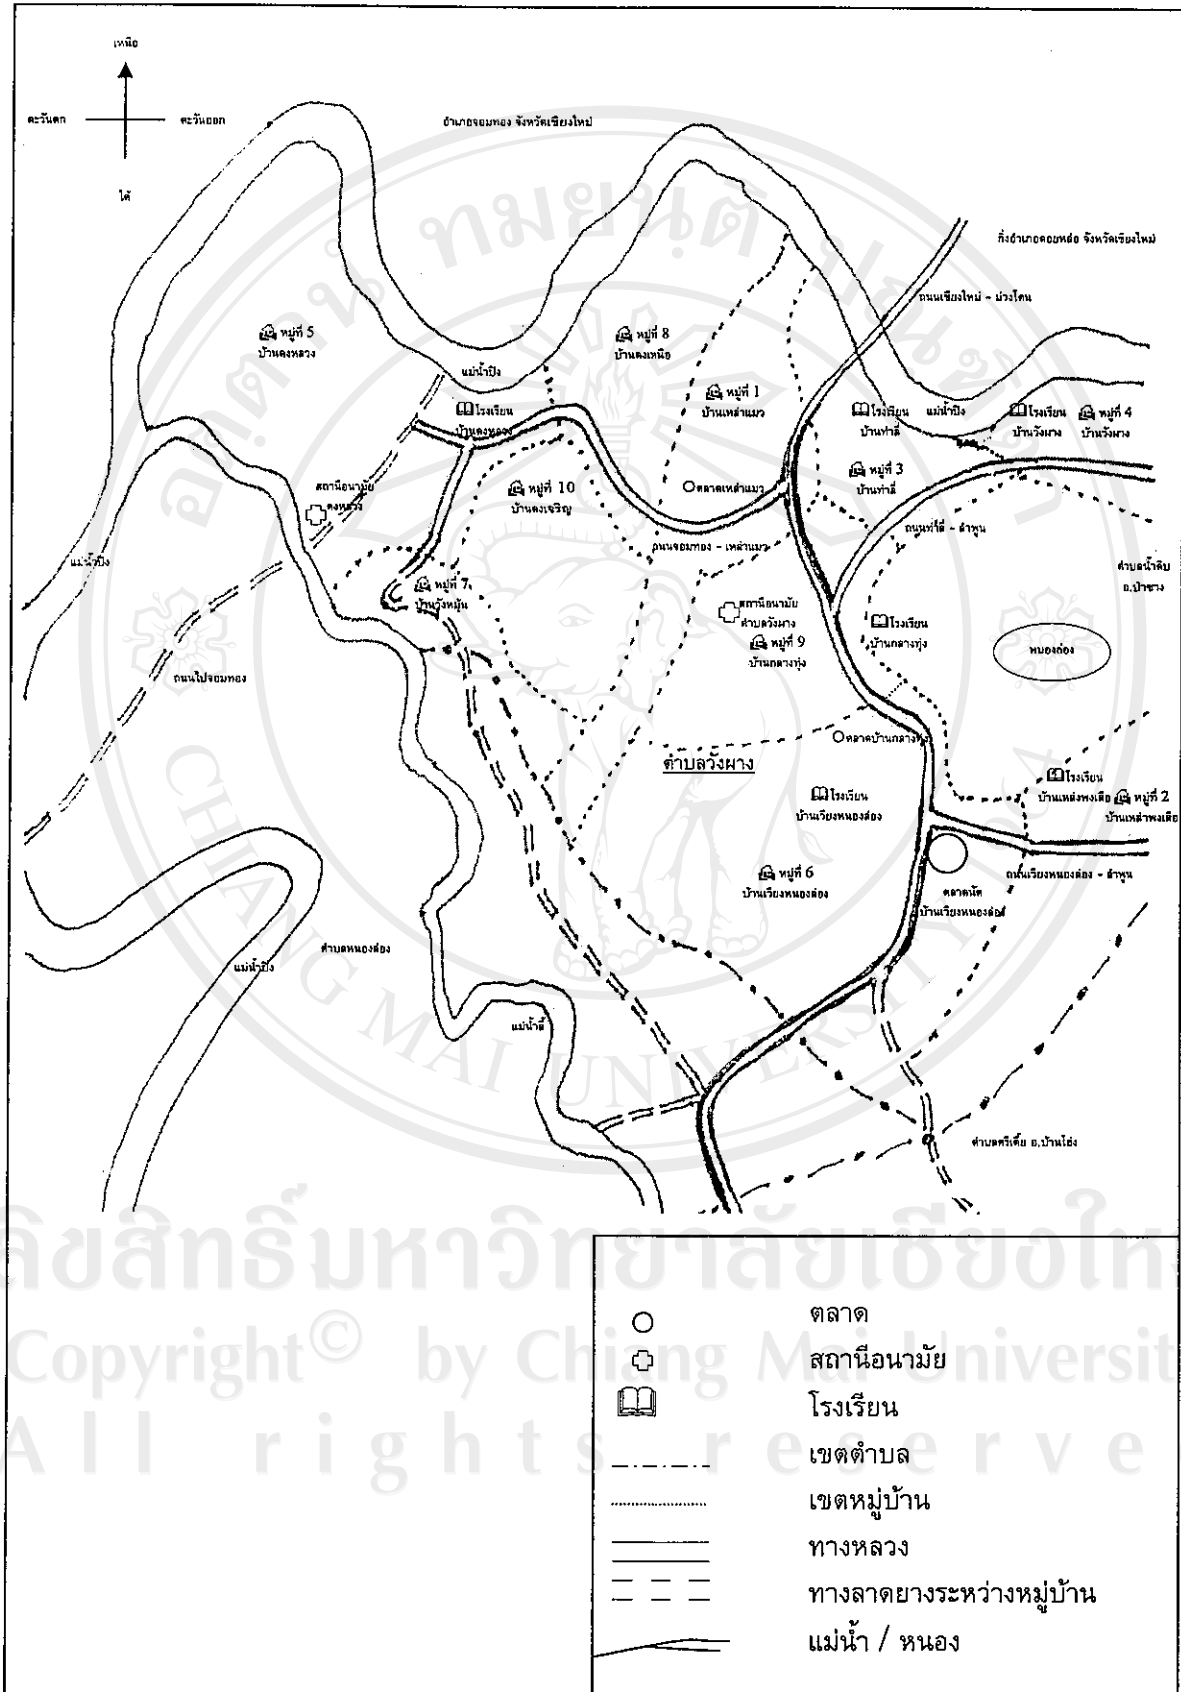 เหนือ
ตะวันตก
ตะวันออก
ใต้
อำเภอจอมทอง จังหวัดเชียงใหม่
กิ่งอำเภอดอยหล่อ จังหวัดเชียงใหม่
ถนนเชียงใหม่ - ม่วงโตน
หมู่ที่ 5
บ้านดงหลวง
หมู่ที่ 8
บ้านดงเหนือ
แม่น้ำปิง
หมู่ที่ 1
บ้านเหล่าแมว
โรงเรียน
บ้านดงหลวง
โรงเรียน
บ้านท่าลี่
แม่น้ำปิง
โรงเรียน
บ้านวังผาง
หมู่ที่ 4
บ้านวังผาง
หมู่ที่ 3
บ้านท่าลี่
สถานีอนามัย
ดงหลวง
หมู่ที่ 10
บ้านดงเจริญ
ตลาดเหล่าแมว
ถนนท่าลี่ - ลำพูน
ถนนจอมทอง - เหล่าแมว
แม่น้ำปิง
ตำบลน้ำดิบ
อ.ป่าซาง
หมู่ที่ 7
บ้านวังหมุ้น
สถานีอนามัย
ตำบลวังผาง
หมู่ที่ 9
บ้านกลางทุ่ง
โรงเรียน
บ้านกลางทุ่ง
หนองล่อง
ถนนไปจอมทอง
ตลาดบ้านกลางทุ่ง
ตำบลวังผาง
โรงเรียน
บ้านเวียงหนองล่อง
โรงเรียน
บ้านเหล่งพงเสือ
หมู่ที่ 2
บ้านเหล่าพงเสือ
หมู่ที่ 6
บ้านเวียงหนองล่อง
ถนนเวียงหนองล่อง - ลำพูน
ตลาดนัด
บ้านเวียงหนองล่อง
ตำบลหนองล่อง
แม่น้ำปิง
แม่น้ำลี้
ตำบลศรีเตี้ย อ.บ้านโฮ่ง
ตลาด
สถานีอนามัย
โรงเรียน
เขตตำบล
เขตหมู่บ้าน
ทางหลวง
ทางลาดยางระหว่างหมู่บ้าน
แม่น้ำ / หนอง
CHIANG MAI UNIVERSITY 1964
ลิขสิทธิ์มหาวิทยาลัยเชียงให
Copyright© by Chiang Mai Universit
All rights reserve